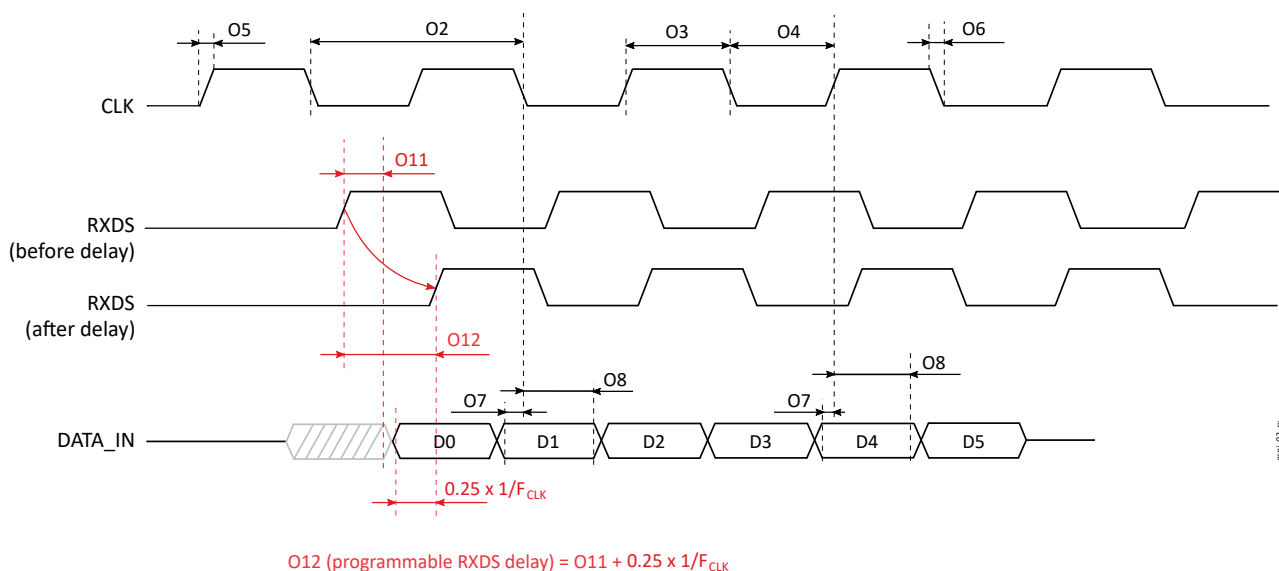 O5
O2
O3
O4
O6
CLK
O11
RXDS
(before delay)
RXDS
(after delay)
O12
O8
O8
O7
O7
DATA_IN
D0
D1
D2
D3
D4
D5
0.25 x 1/FCLK
O12 (programmable RXDS delay) = O11 + 0.25 x 1/FCLK